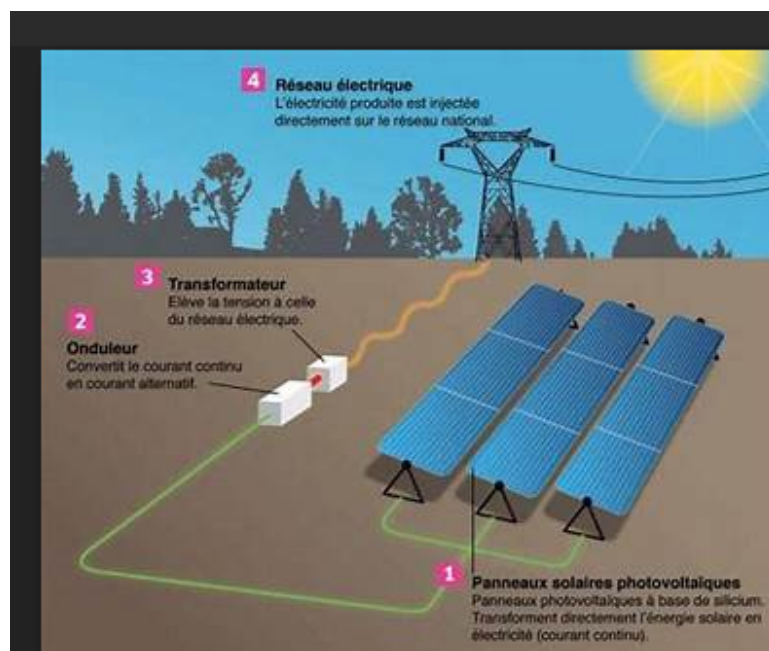 4
Réseau électrique
L'électricité produite est injectée
directement sur le réseau national.
3
Transformateur
Elève la tension à celle
du réseau électrique.
2
Onduleur
Convertit le courant continu
en courant alternatif.
1
Panneaux solaires photovoltaïques
Panneaux photovoltaïques à base de silicium.
Transforment directement l'énergie solaire en
électricité (courant continu).